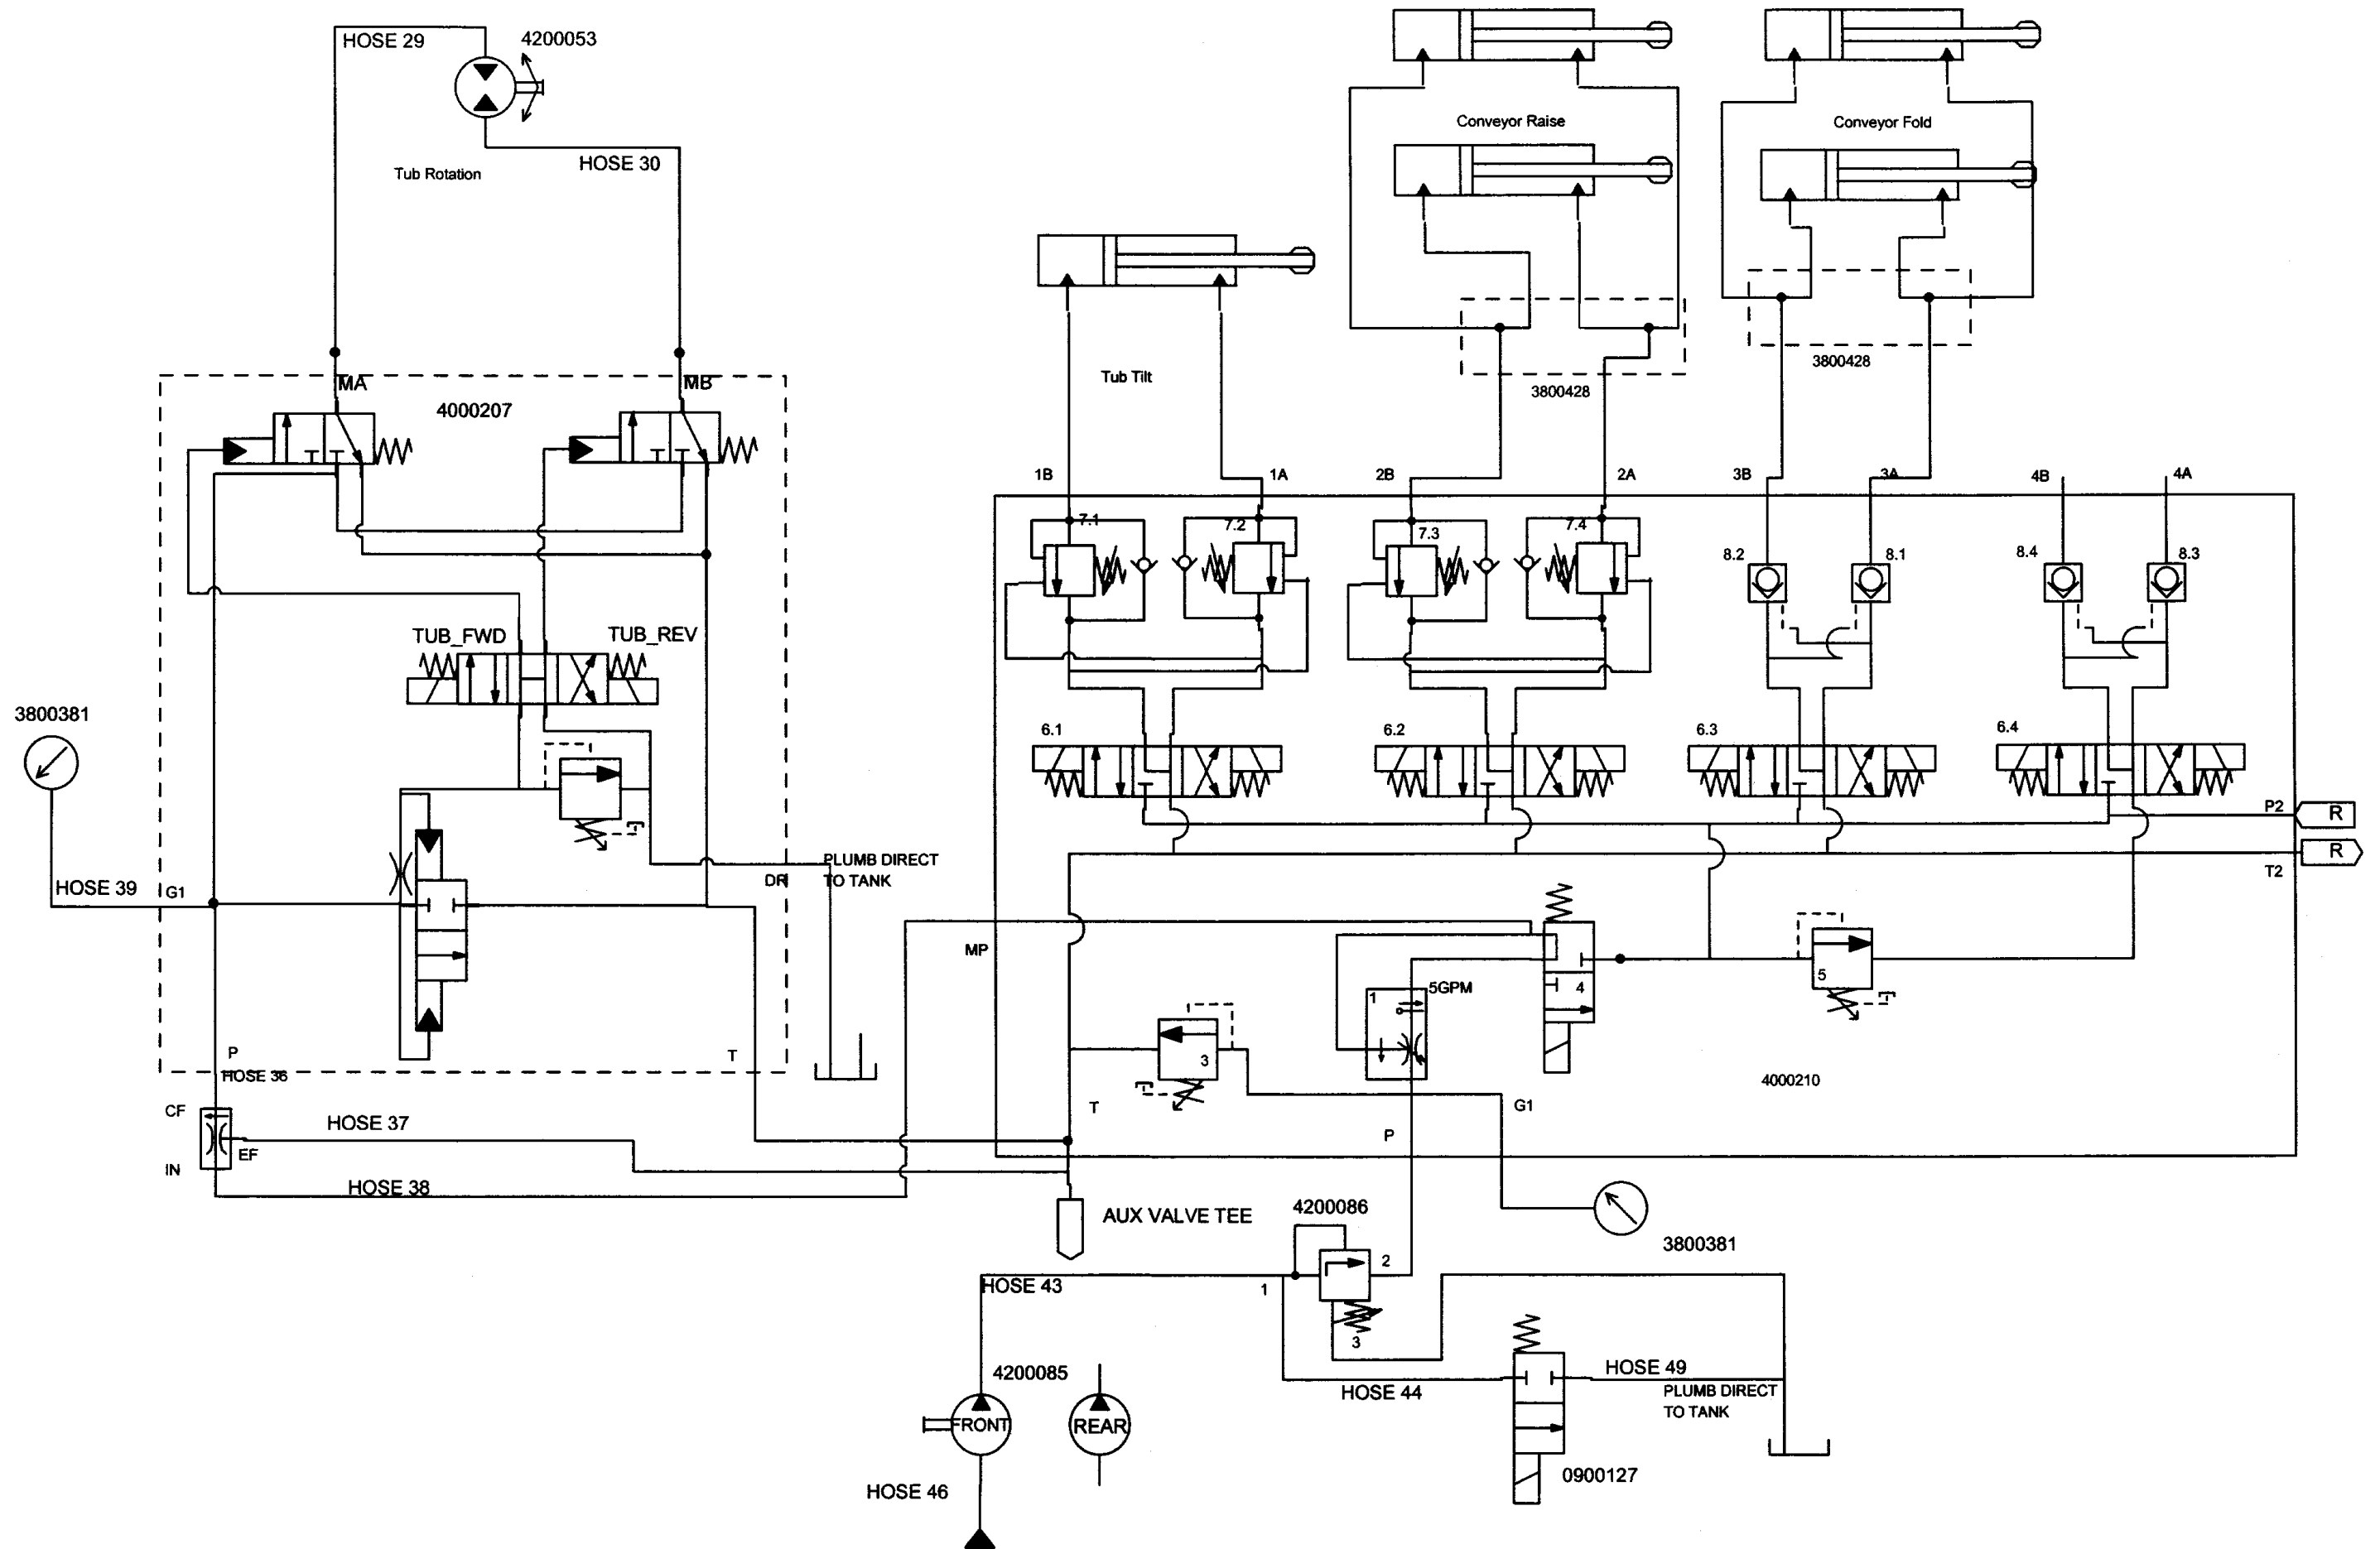 HOSE 29
4200053
HOSE 30
Tub Rotation
Conveyor Raise
Conveyor Fold
Tub Tilt
3800428
3800428
MA
MB
4000207
1B
1A
2B
2A
3B
3A
4B
4A
7.1
7.2
7.3
7.4
8.2
8.1
8.4
8.3
TUB_FWD
TUB_REV
3800381
6.1
6.2
6.3
6.4
P2
R
R
T2
HOSE 39
G1
DR
PLUMB DIRECT
TO TANK
MP
5
4
1
5GPM
3
P
T
HOSE 36
4000210
CF
HOSE 37
EF
IN
HOSE 38
T
G1
P
AUX VALVE TEE
4200086
3800381
HOSE 43
1
2
3
4200085
HOSE 44
HOSE 49
PLUMB DIRECT
TO TANK
FRONT
REAR
HOSE 46
0900127